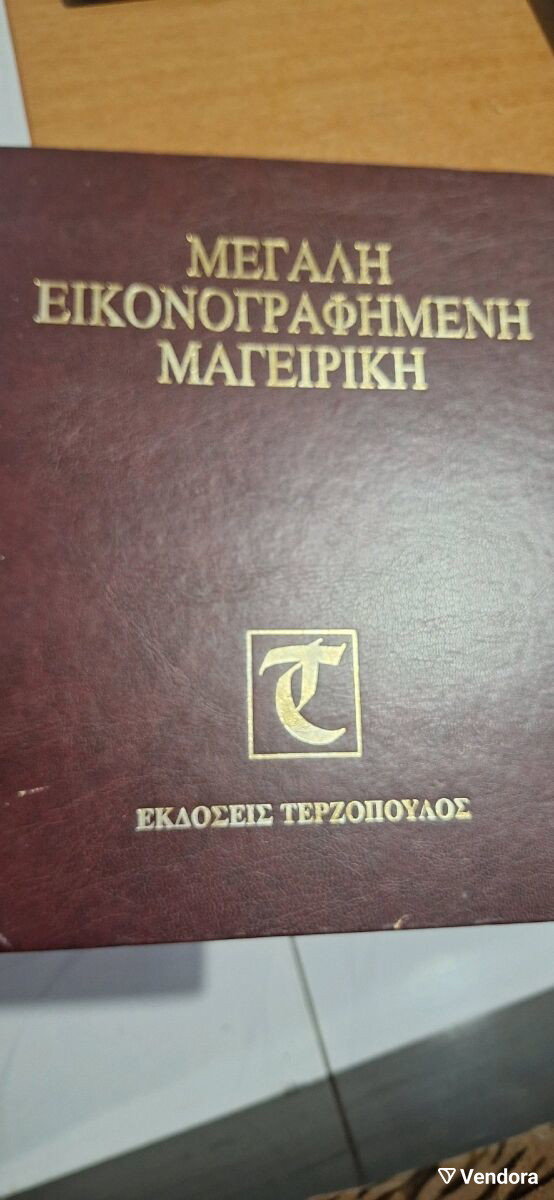 ΜΕΓΑΛΗ
ΕΙΚΟΝΟΓΡΑΦΗΜΕΝΗ
ΜΑΓΕΙΡΙΚΗ
ΕΚΔΟΣΕΙΣ ΤΕΡΖΟΠΟΥΛΟΣ
Vendora